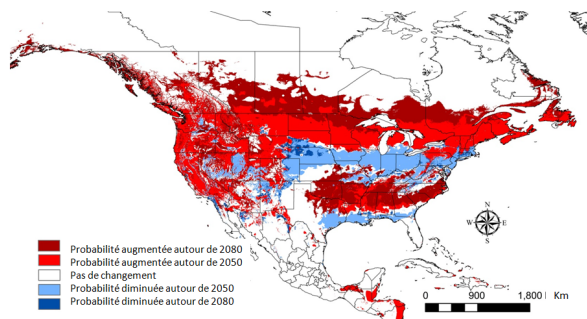 N
W E
S
Probabilité augmentée autour de 2080
Probabilité augmentée autour de 2050
Pas de changement
Probabilité diminuée autour de 2050
Probabilité diminuée autour de 2080
0 900 1,800 Km